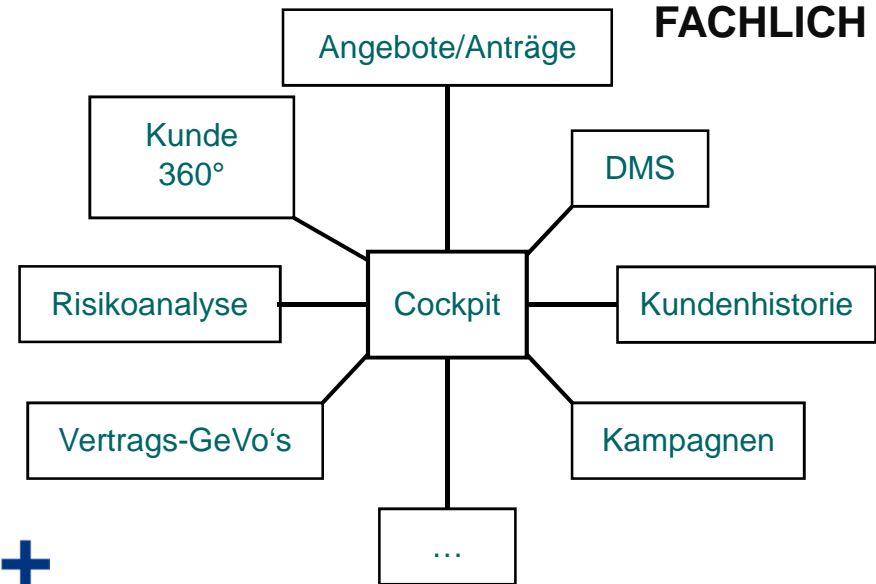 FACHLICH
Angebote/Anträge
Kunde
360°
DMS
Risikoanalyse
Cockpit
Kundenhistorie
Vertrags-GeVo‘s
Kampagnen
…